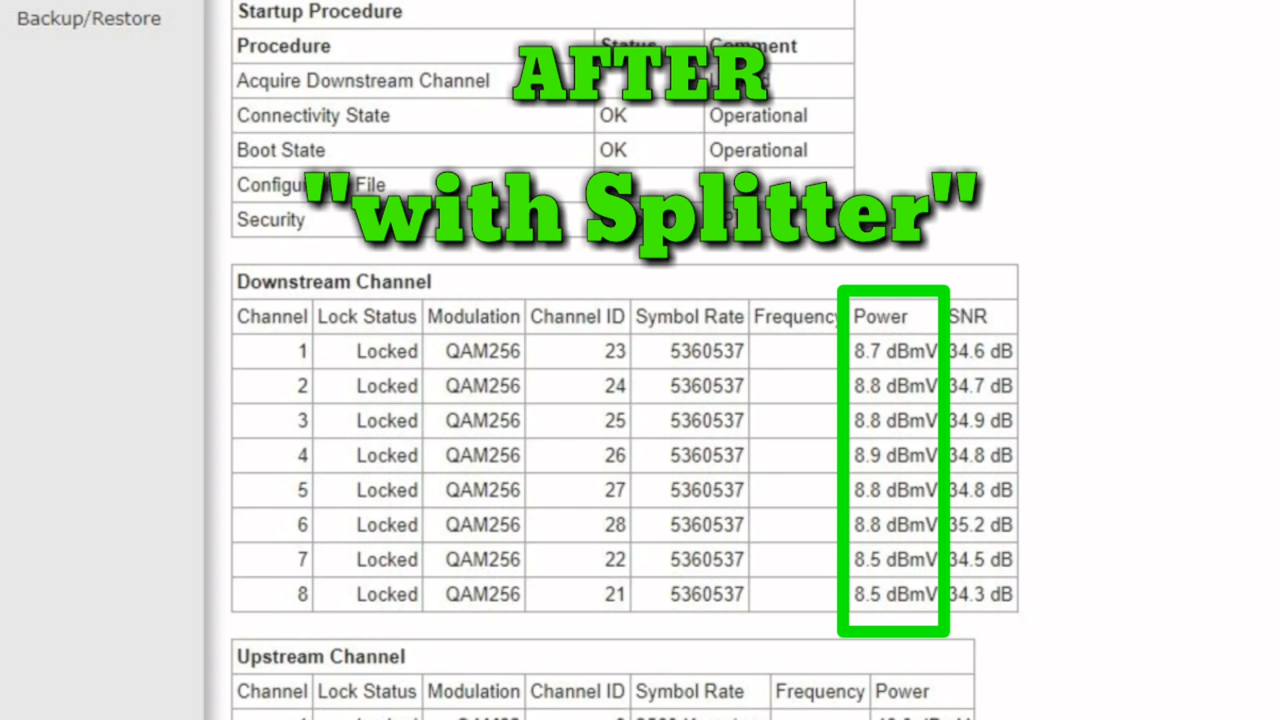 Backup/Restore
Startup Procedure
Procedure Status Comment
AFTER
Acquire Downstream Channel
Connectivity State OK Operational
Boot State OK Operational
File
"with Splitter"
Security
Downstream Channel
Channel Lock Status Modulation Channel ID Symbol Rate Frequency Power SNR
1 Locked QAM256 23 5360537 8.7 dBmV 34.6 dB
2 Locked QAM256 24 5360537 8.8 dBmV 34.7 dB
3 Locked QAM256 25 5360537 8.8 dBmV 34.9 dB
4 Locked QAM256 26 5360537 8.9 dBmV 34.8 dB
5 Locked QAM256 27 5360537 8.8 dBmV 34.8 dB
6 Locked QAM256 28 5360537 8.8 dBmV 35.2 dB
7 Locked QAM256 22 5360537 8.5 dBmV 34.5 dB
8 Locked QAM256 21 5360537 8.5 dBmV 34.3 dB
Upstream Channel
Channel Lock Status Modulation Channel ID Symbol Rate Frequency Power